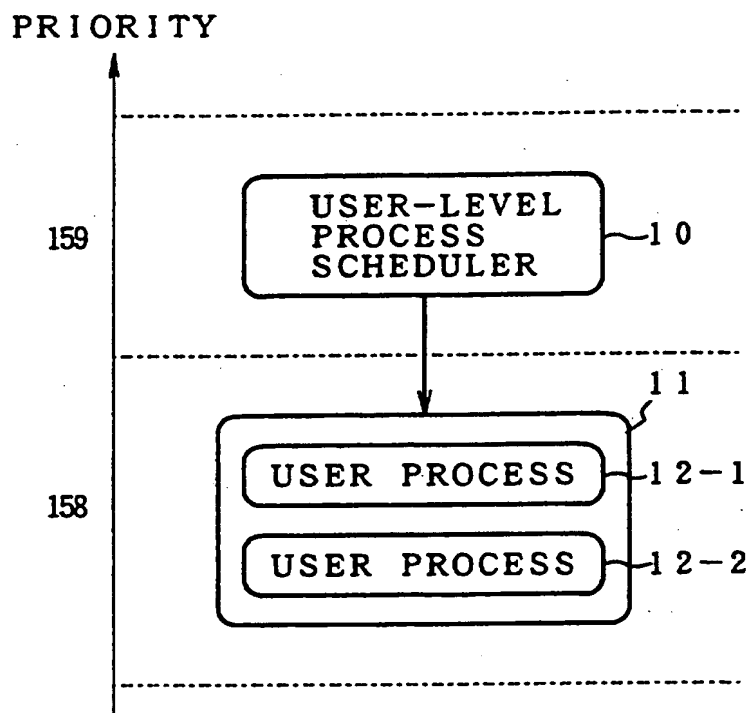 PRIORITY
159
USER-LEVEL
PROCESS
SCHEDULER
10
11
158
USER PROCESS
12-1
USER PROCESS
12-2